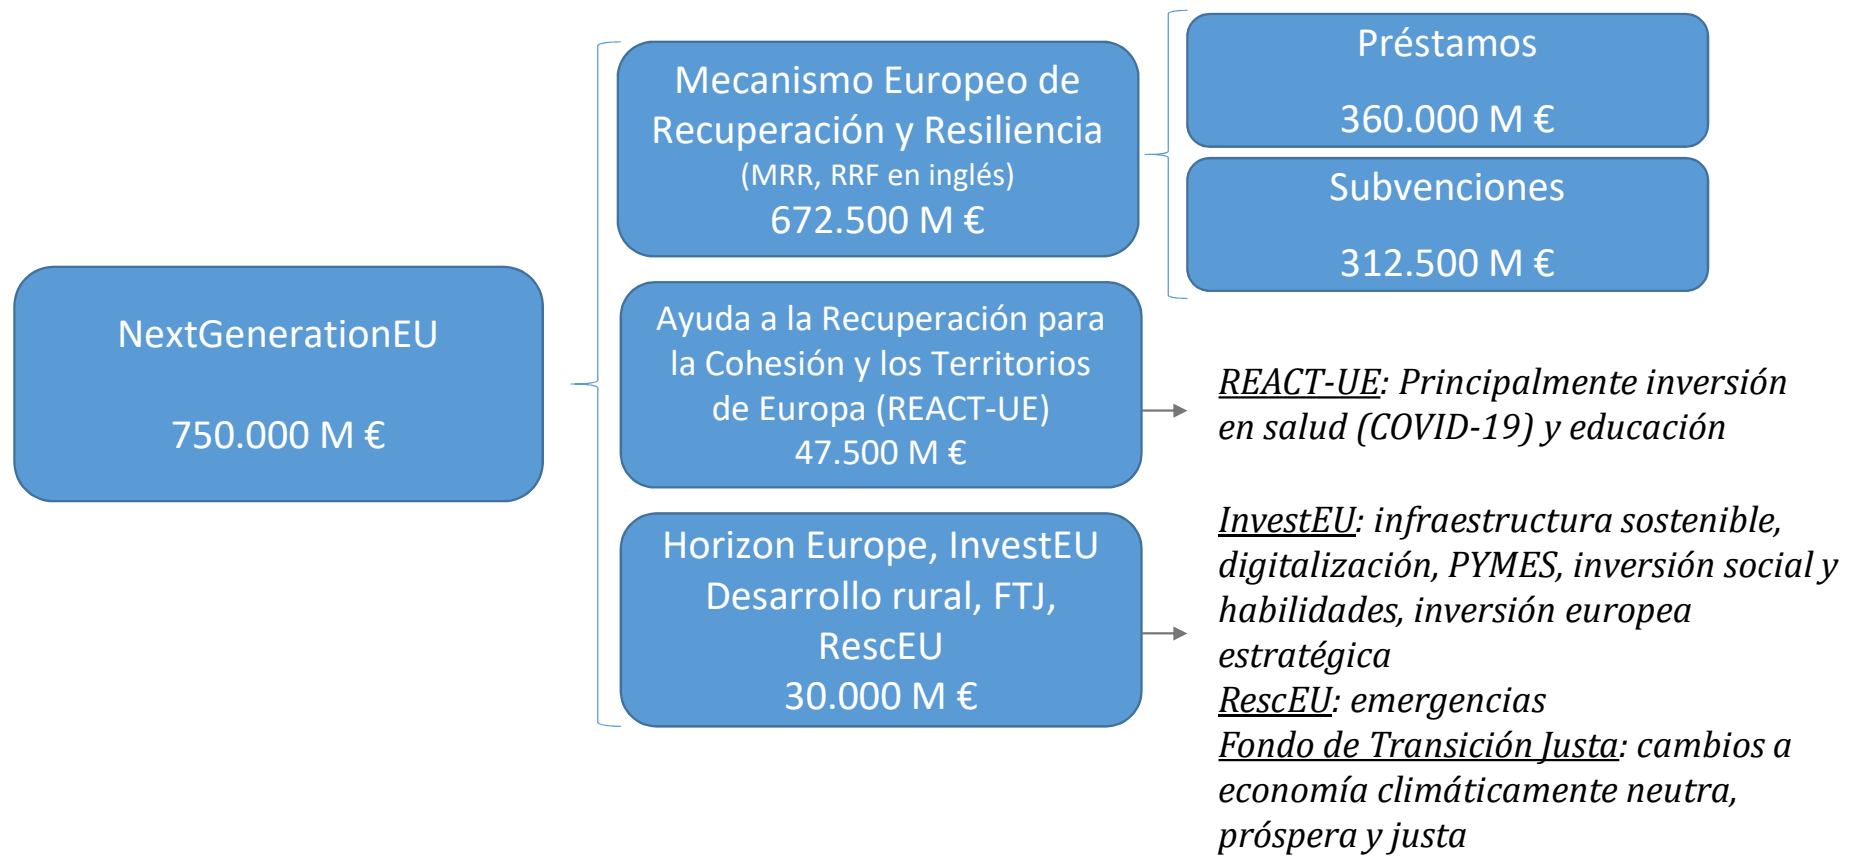 NextGenerationEU
750.000 M €
Mecanismo Europeo de
Recuperación y Resiliencia
(MRR, RRF en inglés)
672.500 M €
Préstamos
360.000 M €
Subvenciones
312.500 M €
Ayuda a la Recuperación para
la Cohesión y los Territorios
de Europa (REACT-UE)
47.500 M €
REACT-UE: Principalmente inversión
en salud (COVID-19) y educación
Horizon Europe, InvestEU
Desarrollo rural, FTJ,
RescEU
30.000 M €
InvestEU: infraestructura sostenible,
digitalización, PYMES, inversión social y
habilidades, inversión europea
estratégica
RescEU: emergencias
Fondo de Transición Justa: cambios a
economía climáticamente neutra,
próspera y justa